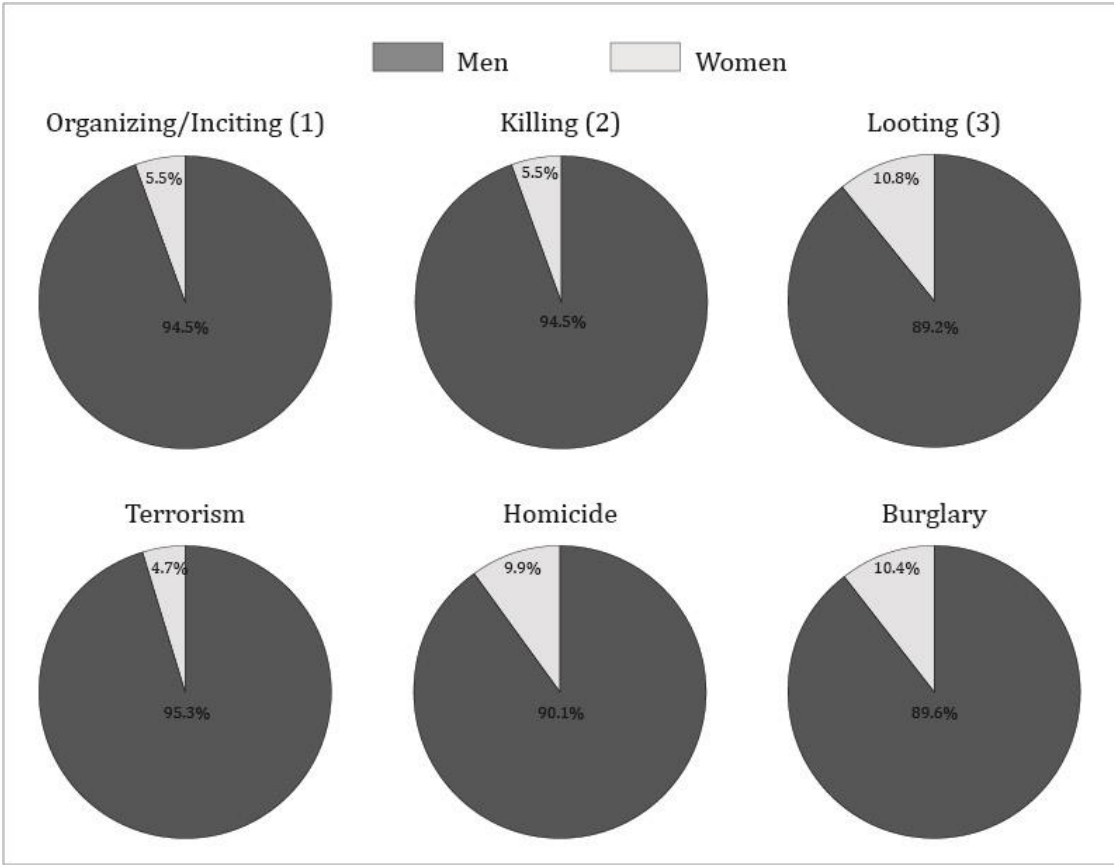 Men Women
Organizing/Inciting (1) Killing (2) Looting (3)
5.5% 5.5% 10.8%
94.5% 94.5% 89.2%
Terrorism Homicide Burglary
4.7% 9.9% 10.4%
95.3% 90.1% 89.6%